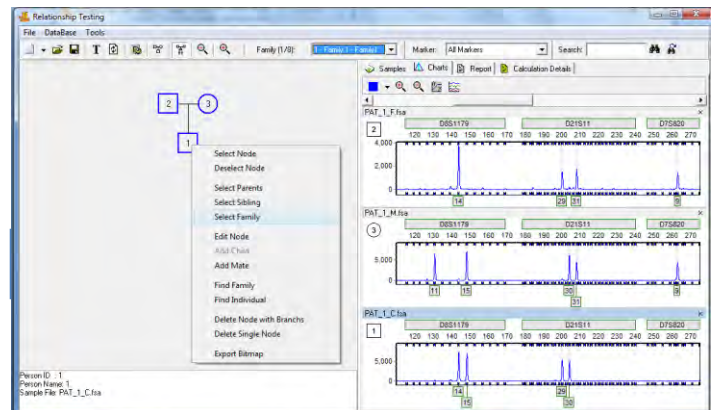 Relationship Testing
File DataBase Tools
T Family (1/8): 1 - Family 1 - Family1 Marker: All Markers Search:
Samples Charts Report Calculation Details
2 3
1
Select Node
Deselect Node
Select Parents
Select Sibling
Select Family
Edit Node
Add Child
Add Mate
Find Family
Find Individual
Delete Node with Branchs
Delete Single Node
Export Bitmap
Person ID : 1
Person Name: 1
Sample File: PAT_1_C.fsa
PAT_1_F.fsa ×
2 D8S1179 D21S11 D7S820
120 130 140 150 160 170 180 190 200 210 220 230 240 250 260 270
4,000
2,000
0
14 29 31 9
PAT_1_M.fsa ×
3 D8S1179 D21S11 D7S820
120 130 140 150 160 170 180 190 200 210 220 230 240 250 260 270
5,000
0
11 15 30 9
31
PAT_1_C.fsa ×
1 D8S1179 D21S11 D7S820
120 130 140 150 160 170 180 190 200 210 220 230 240 250 260 270
5,000
0
14 29
15 30